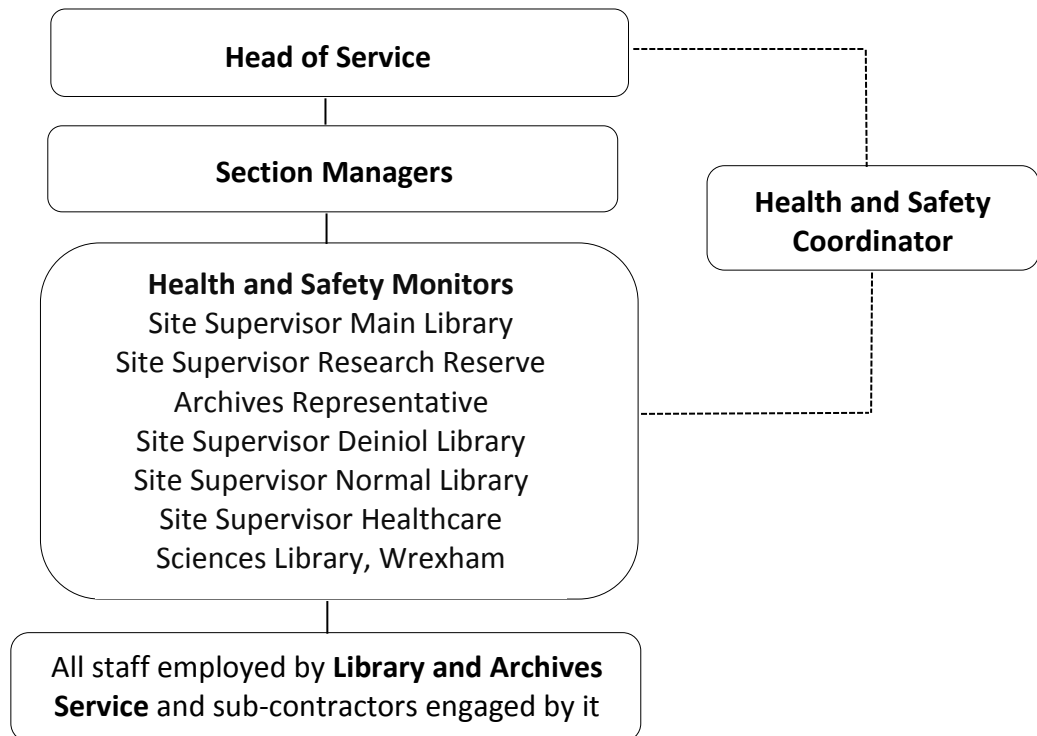 Head of Service
Section Managers
Health and Safety
Coordinator
Health and Safety Monitors
Site Supervisor Main Library
Site Supervisor Research Reserve
Archives Representative
Site Supervisor Deiniol Library
Site Supervisor Normal Library
Site Supervisor Healthcare
Sciences Library, Wrexham
All staff employed by Library and Archives
Service and sub-contractors engaged by it